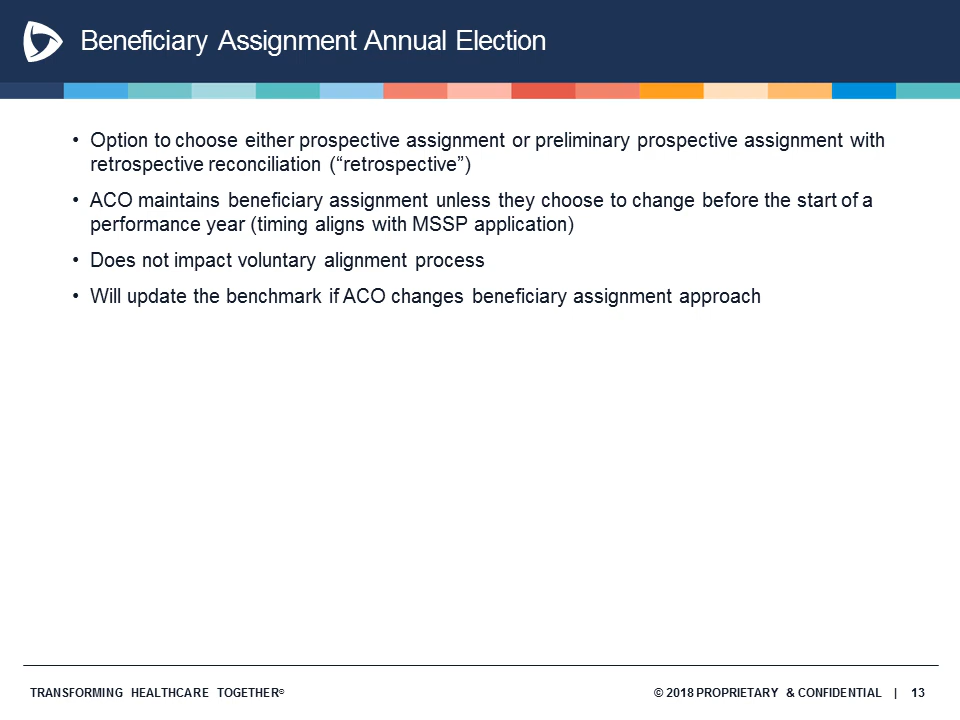 Beneficiary Assignment Annual Election
• Option to choose either prospective assignment or preliminary prospective assignment with
retrospective reconciliation (“retrospective”)
• ACO maintains beneficiary assignment unless they choose to change before the start of a
performance year (timing aligns with MSSP application)
• Does not impact voluntary alignment process
• Will update the benchmark if ACO changes beneficiary assignment approach
TRANSFORMING HEALTHCARE TOGETHER® © 2018 PROPRIETARY & CONFIDENTIAL | 13